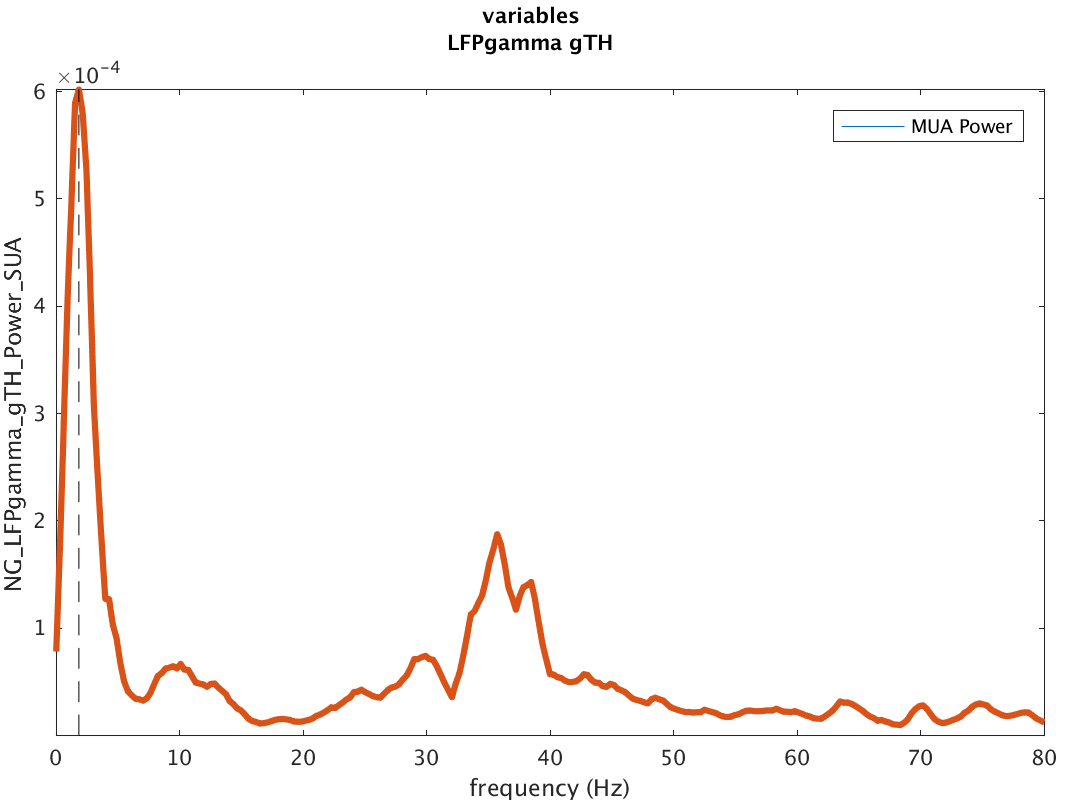 variables
LFPgamma gTH
×10⁻⁴
6
5
4
3
2
1
NG_LFPgamma_gTH_Power_SUA
MUA Power
0 10 20 30 40 50 60 70 80
frequency (Hz)